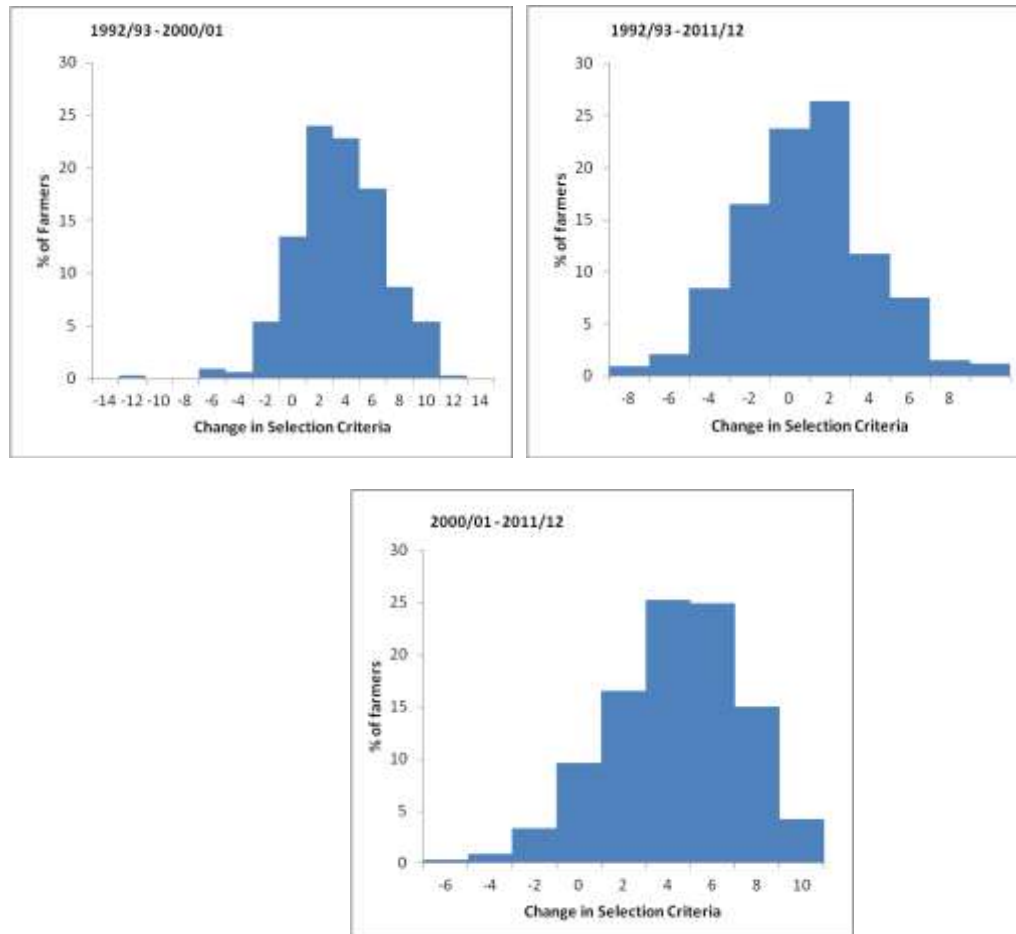 1992/93 - 2000/01
30
25
20
15
10
5
0
% of Farmers
-14 -12 -10 -8 -6 -4 -2 0 2 4 6 8 10 12 14
Change in Selection Criteria
1992/93 - 2011/12
30
25
20
15
10
5
0
% of farmers
-8 -6 -4 -2 0 2 4 6 8
Change in Selection Criteria
2000/01 - 2011/12
30
25
20
15
10
5
0
% of farmers
-6 -4 -2 0 2 4 6 8 10
Change in Selection Criteria